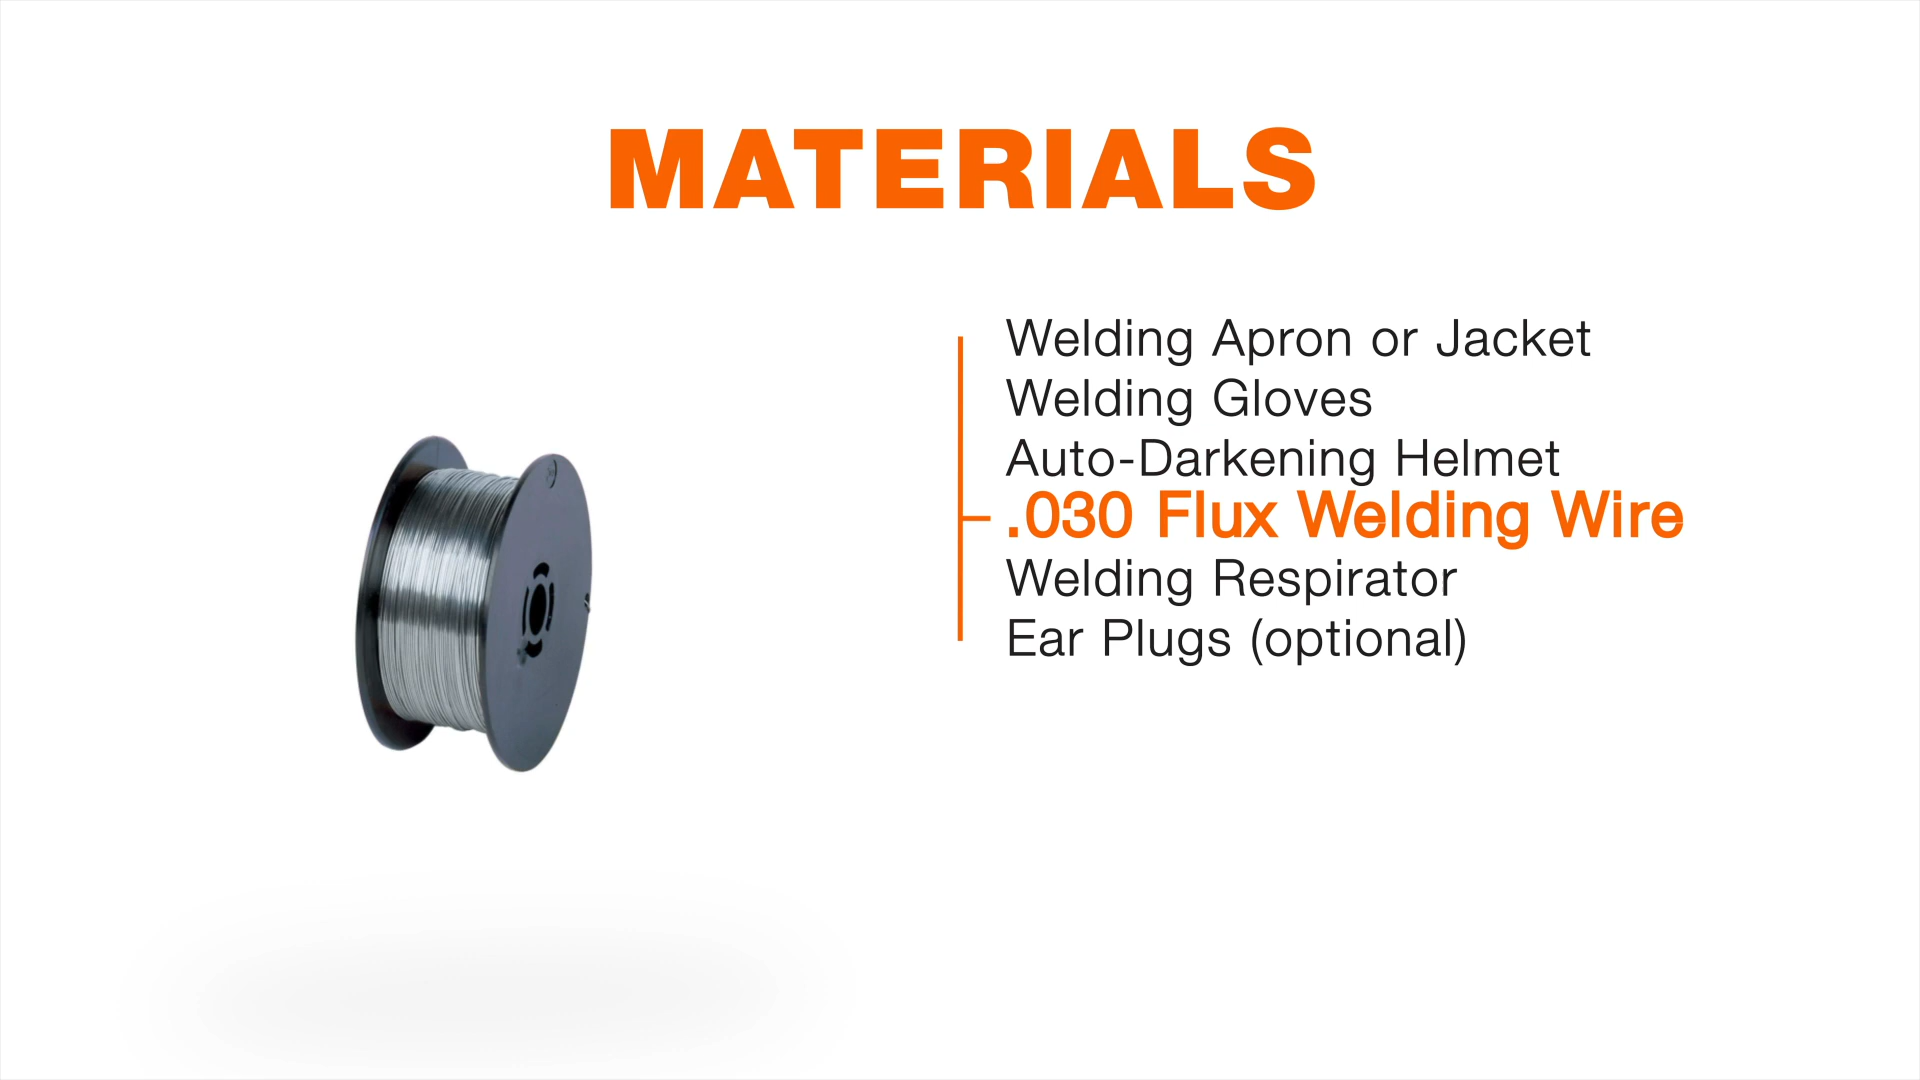 MATERIALS
Welding Apron or Jacket
Welding Gloves
Auto-Darkening Helmet
.030 Flux Welding Wire
Welding Respirator
Ear Plugs (optional)